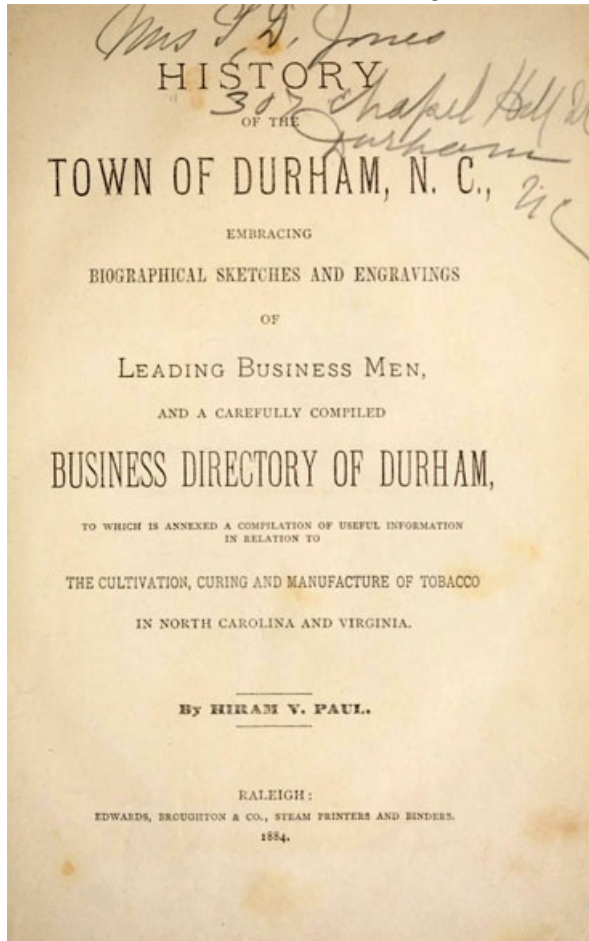 Mrs T. D. Jones
HISTORY
307 Chapel Hill St
OF THE
Durham
TOWN OF DURHAM, N. C.,
NC
EMBRACING
BIOGRAPHICAL SKETCHES AND ENGRAVINGS
OF
LEADING BUSINESS MEN,
AND A CAREFULLY COMPILED
BUSINESS DIRECTORY OF DURHAM,
TO WHICH IS ANNEXED A COMPILATION OF USEFUL INFORMATION
IN RELATION TO
THE CULTIVATION, CURING AND MANUFACTURE OF TOBACCO
IN NORTH CAROLINA AND VIRGINIA.
By HIRAM V. PAUL.
RALEIGH:
EDWARDS, BROUGHTON & CO., STEAM PRINTERS AND BINDERS.
1884.